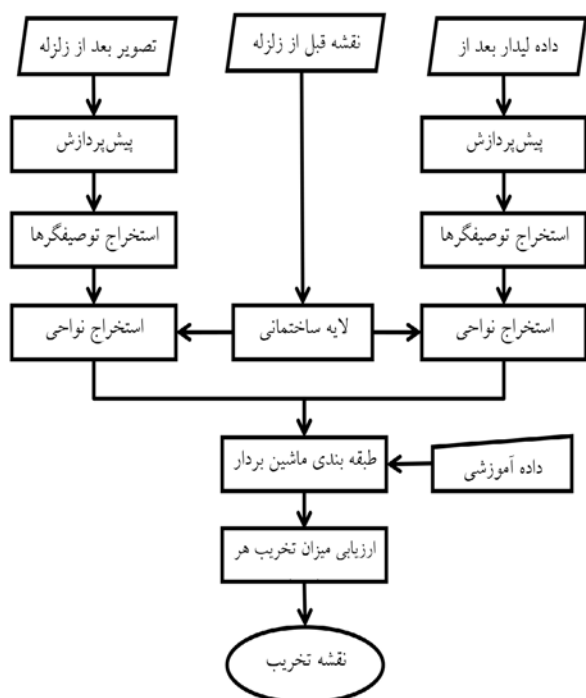 داده لیدار بعد از
نقشه قبل از زلزله
تصویر بعد از زلزله
پیش‌پردازش
پیش‌پردازش
استخراج توصیفگرها
استخراج توصیفگرها
استخراج نواحی
لایه ساختمانی
استخراج نواحی
طبقه بندی ماشین بردار
داده آموزشی
ارزیابی میزان تخریب هر
نقشه تخریب